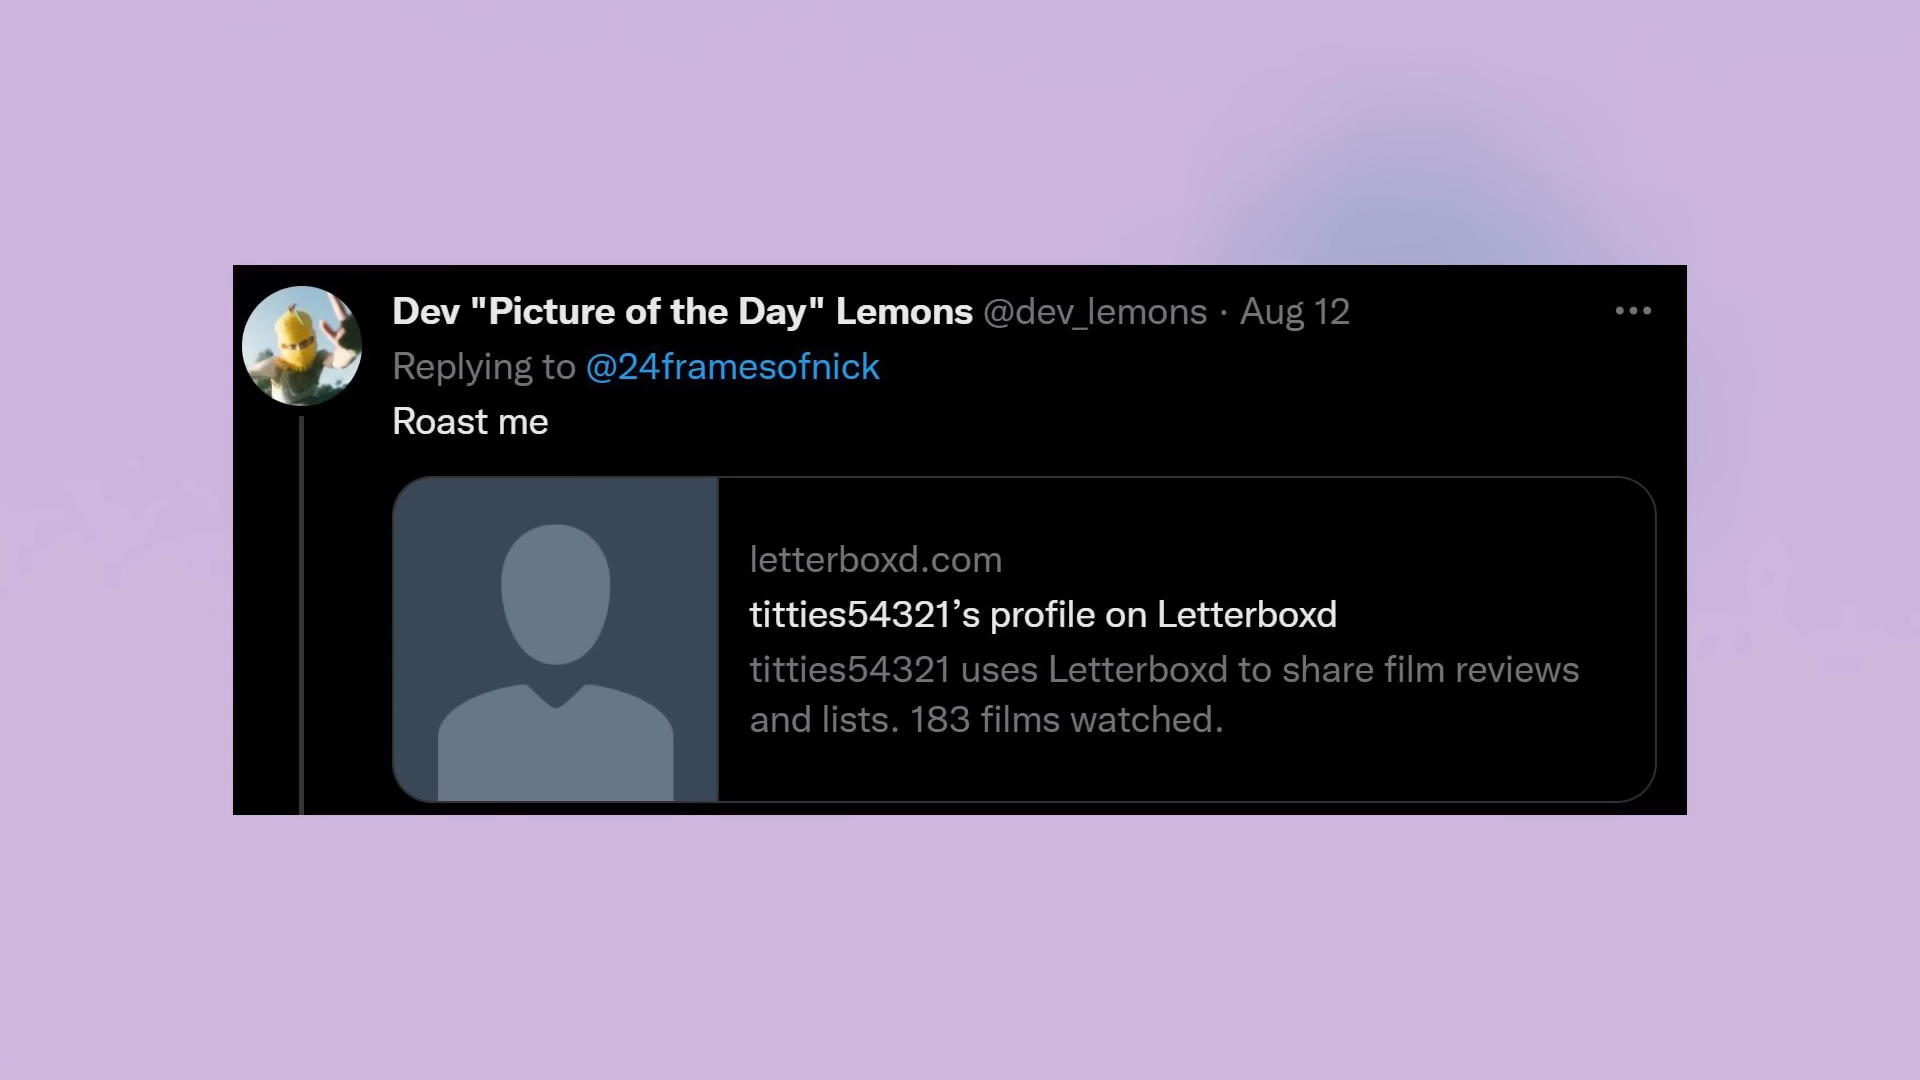 Dev "Picture of the Day" Lemons @dev_lemons · Aug 12
Replying to @24framesofnick
Roast me
letterboxd.com
titties54321’s profile on Letterboxd
titties54321 uses Letterboxd to share film reviews
and lists. 183 films watched.